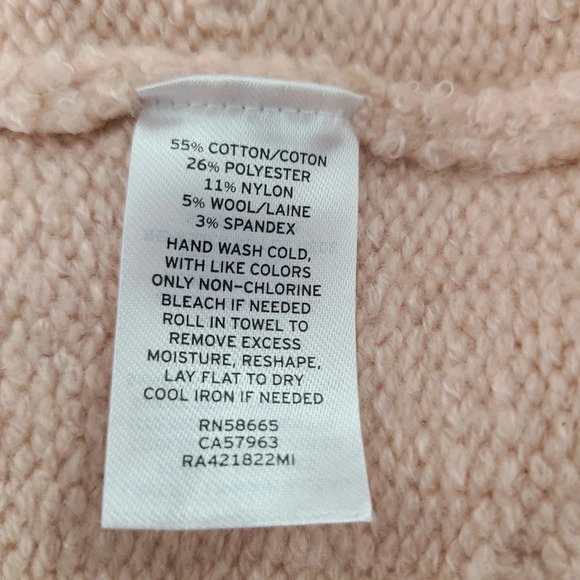 55% COTTON/COTON
26% POLYESTER
11% NYLON
5% WOOL/LAINE
3% SPANDEX
HAND WASH COLD,
WITH LIKE COLORS
ONLY NON-CHLORINE
BLEACH IF NEEDED
ROLL IN TOWEL TO
REMOVE EXCESS
MOISTURE, RESHAPE,
LAY FLAT TO DRY
COOL IRON IF NEEDED
RN58665
CA57963
RA421822MI